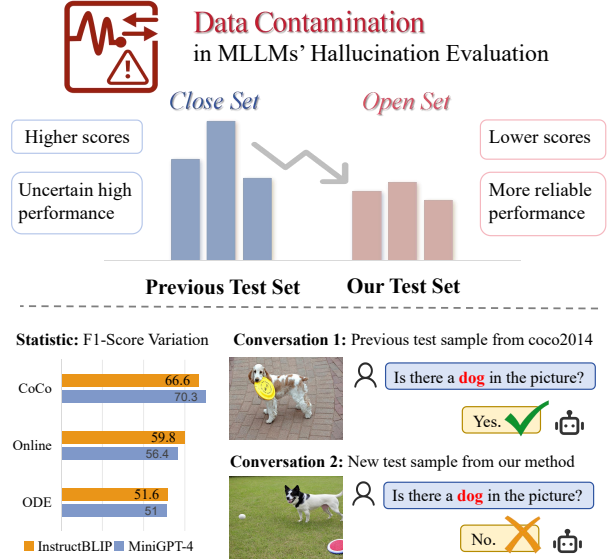 Data Contamination
in MLLMs' Hallucination Evaluation
Close Set
Open Set
Higher scores
Uncertain high
performance
Lower scores
More reliable
performance
Previous Test Set
Our Test Set
Statistic: F1-Score Variation
CoCo
66.6
70.3
Online
59.8
56.4
ODE
51.6
51
InstructBLIP
MiniGPT-4
Conversation 1: Previous test sample from coco2014
Is there a dog in the picture?
Yes.
Conversation 2: New test sample from our method
Is there a dog in the picture?
No.